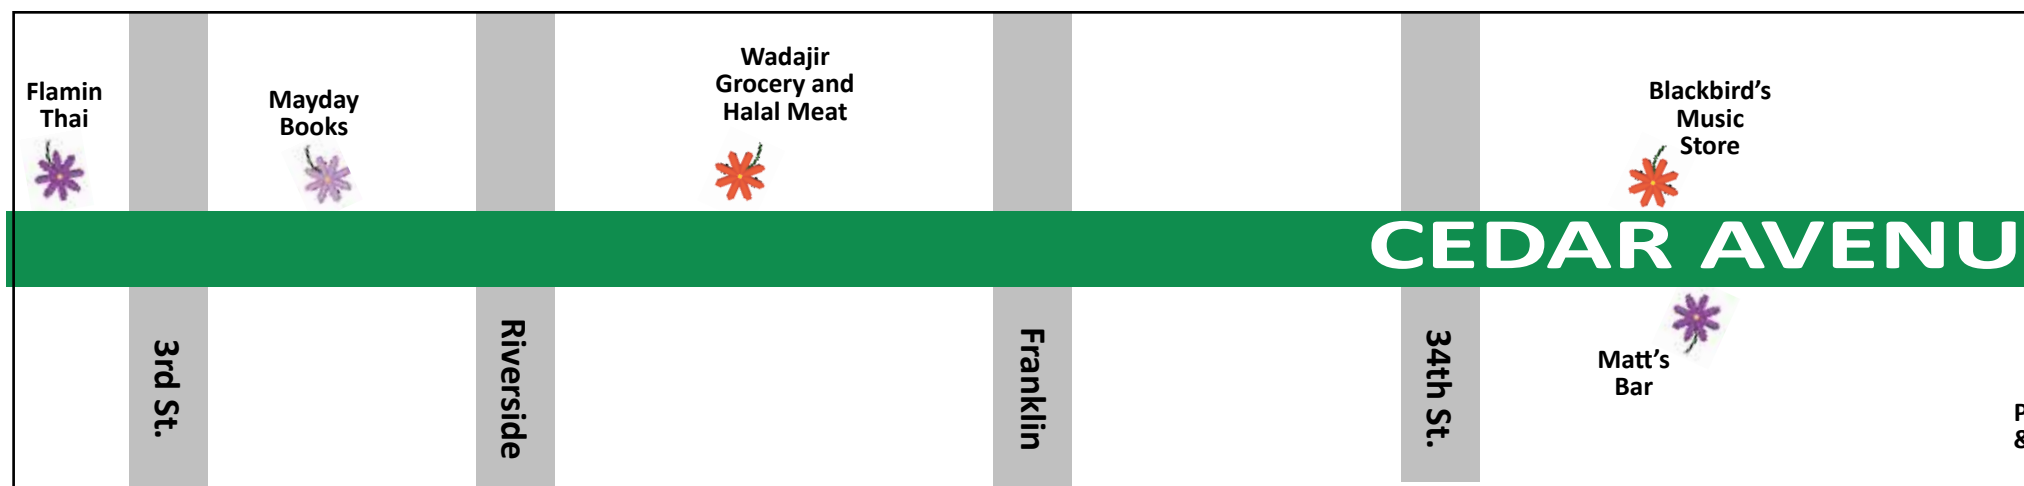 Flamin
Thai
Mayday
Books
Wadajir
Grocery and
Halal Meat
Blackbird’s
Music
Store
CEDAR AVENU
3rd St.
Riverside
Franklin
34th St.
Matt’s
Bar
P
&